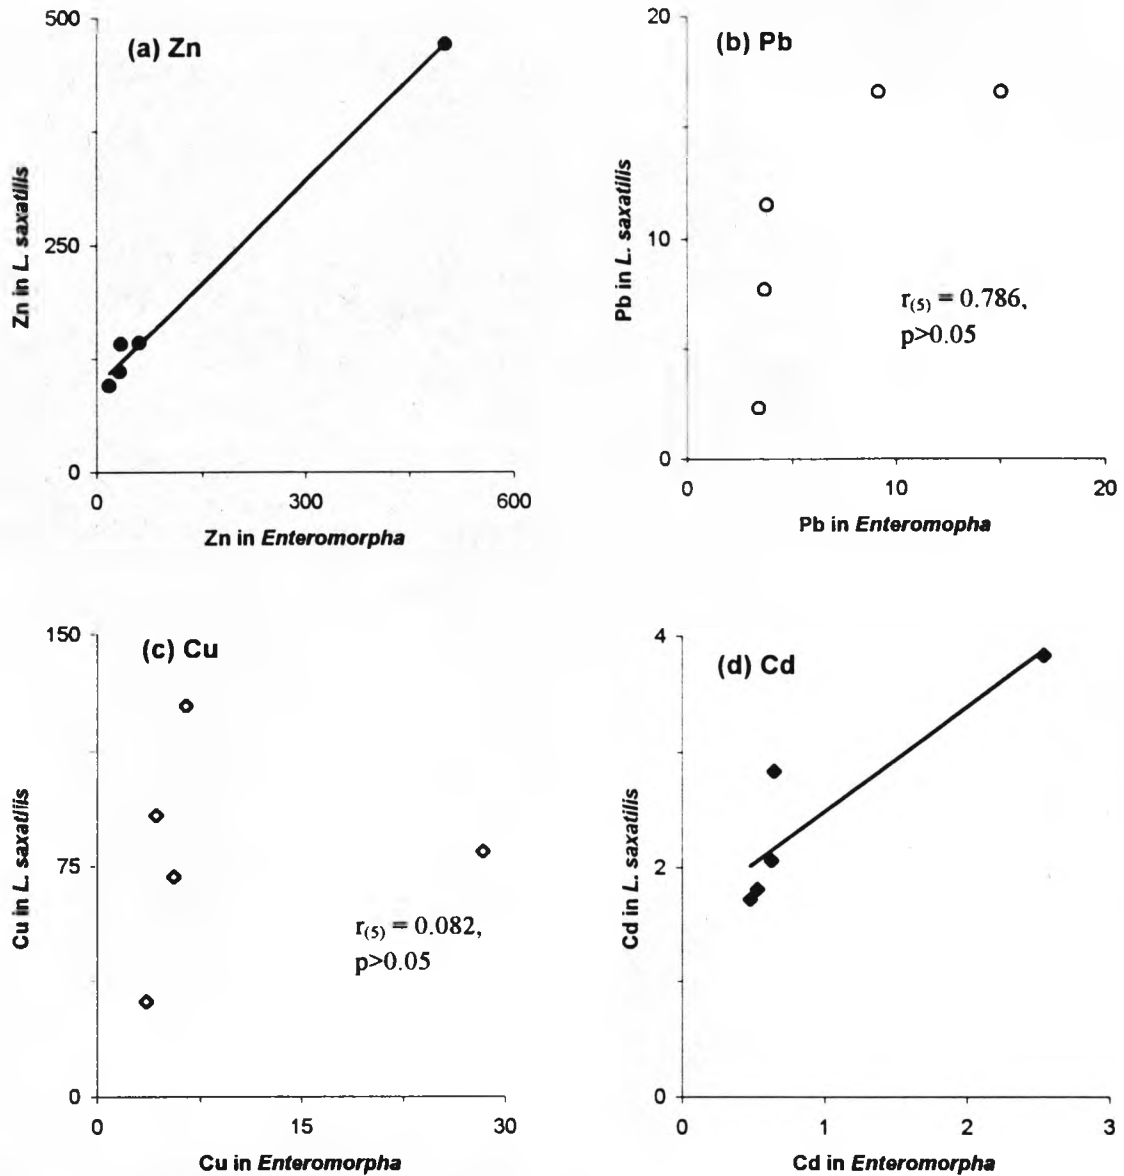 (a) Zn
500
250
0
0 300 600
Zn in L. saxatilis
Zn in Enteromorpha
(b) Pb
20
10
0
0 10 20
Pb in L. saxatilis
r(5) = 0.786,
p>0.05
Pb in Enteromopha
(c) Cu
150
75
0
0 15 30
Cu in L. saxatilis
r(5) = 0.082,
p>0.05
Cu in Enteromorpha
(d) Cd
4
2
0
0 1 2 3
Cd in L. saxatilis
Cd in Enteromorpha